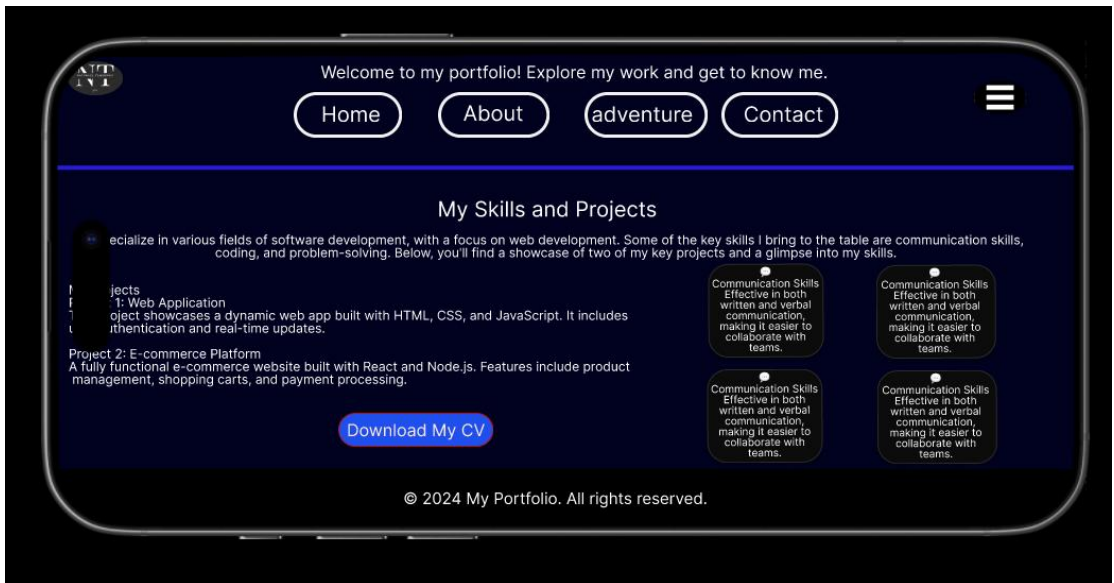 NT
Welcome to my portfolio! Explore my work and get to know me.
Home
About
adventure
Contact
My Skills and Projects
ecialize in various fields of software development, with a focus on web development. Some of the key skills I bring to the table are communication skills,
coding, and problem-solving. Below, you'll find a showcase of two of my key projects and a glimpse into my skills.
jects
1: Web Application
oject showcases a dynamic web app built with HTML, CSS, and JavaScript. It includes
uthentication and real-time updates.
Project 2: E-commerce Platform
A fully functional e-commerce website built with React and Node.js. Features include product
management, shopping carts, and payment processing.
Download My CV
Communication Skills
Effective in both
written and verbal
communication,
making it easier to
collaborate with
teams.
Communication Skills
Effective in both
written and verbal
communication,
making it easier to
collaborate with
teams.
Communication Skills
Effective in both
written and verbal
communication,
making it easier to
collaborate with
teams.
Communication Skills
Effective in both
written and verbal
communication,
making it easier to
collaborate with
teams.
© 2024 My Portfolio. All rights reserved.